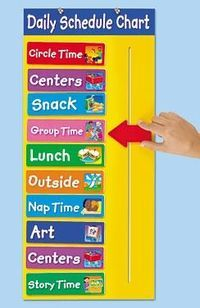 Daily Schedule Chart
Circle Time
Centers
Snack
Group Time
Lunch
Outside
Nap Time
Art
Centers
Story Time